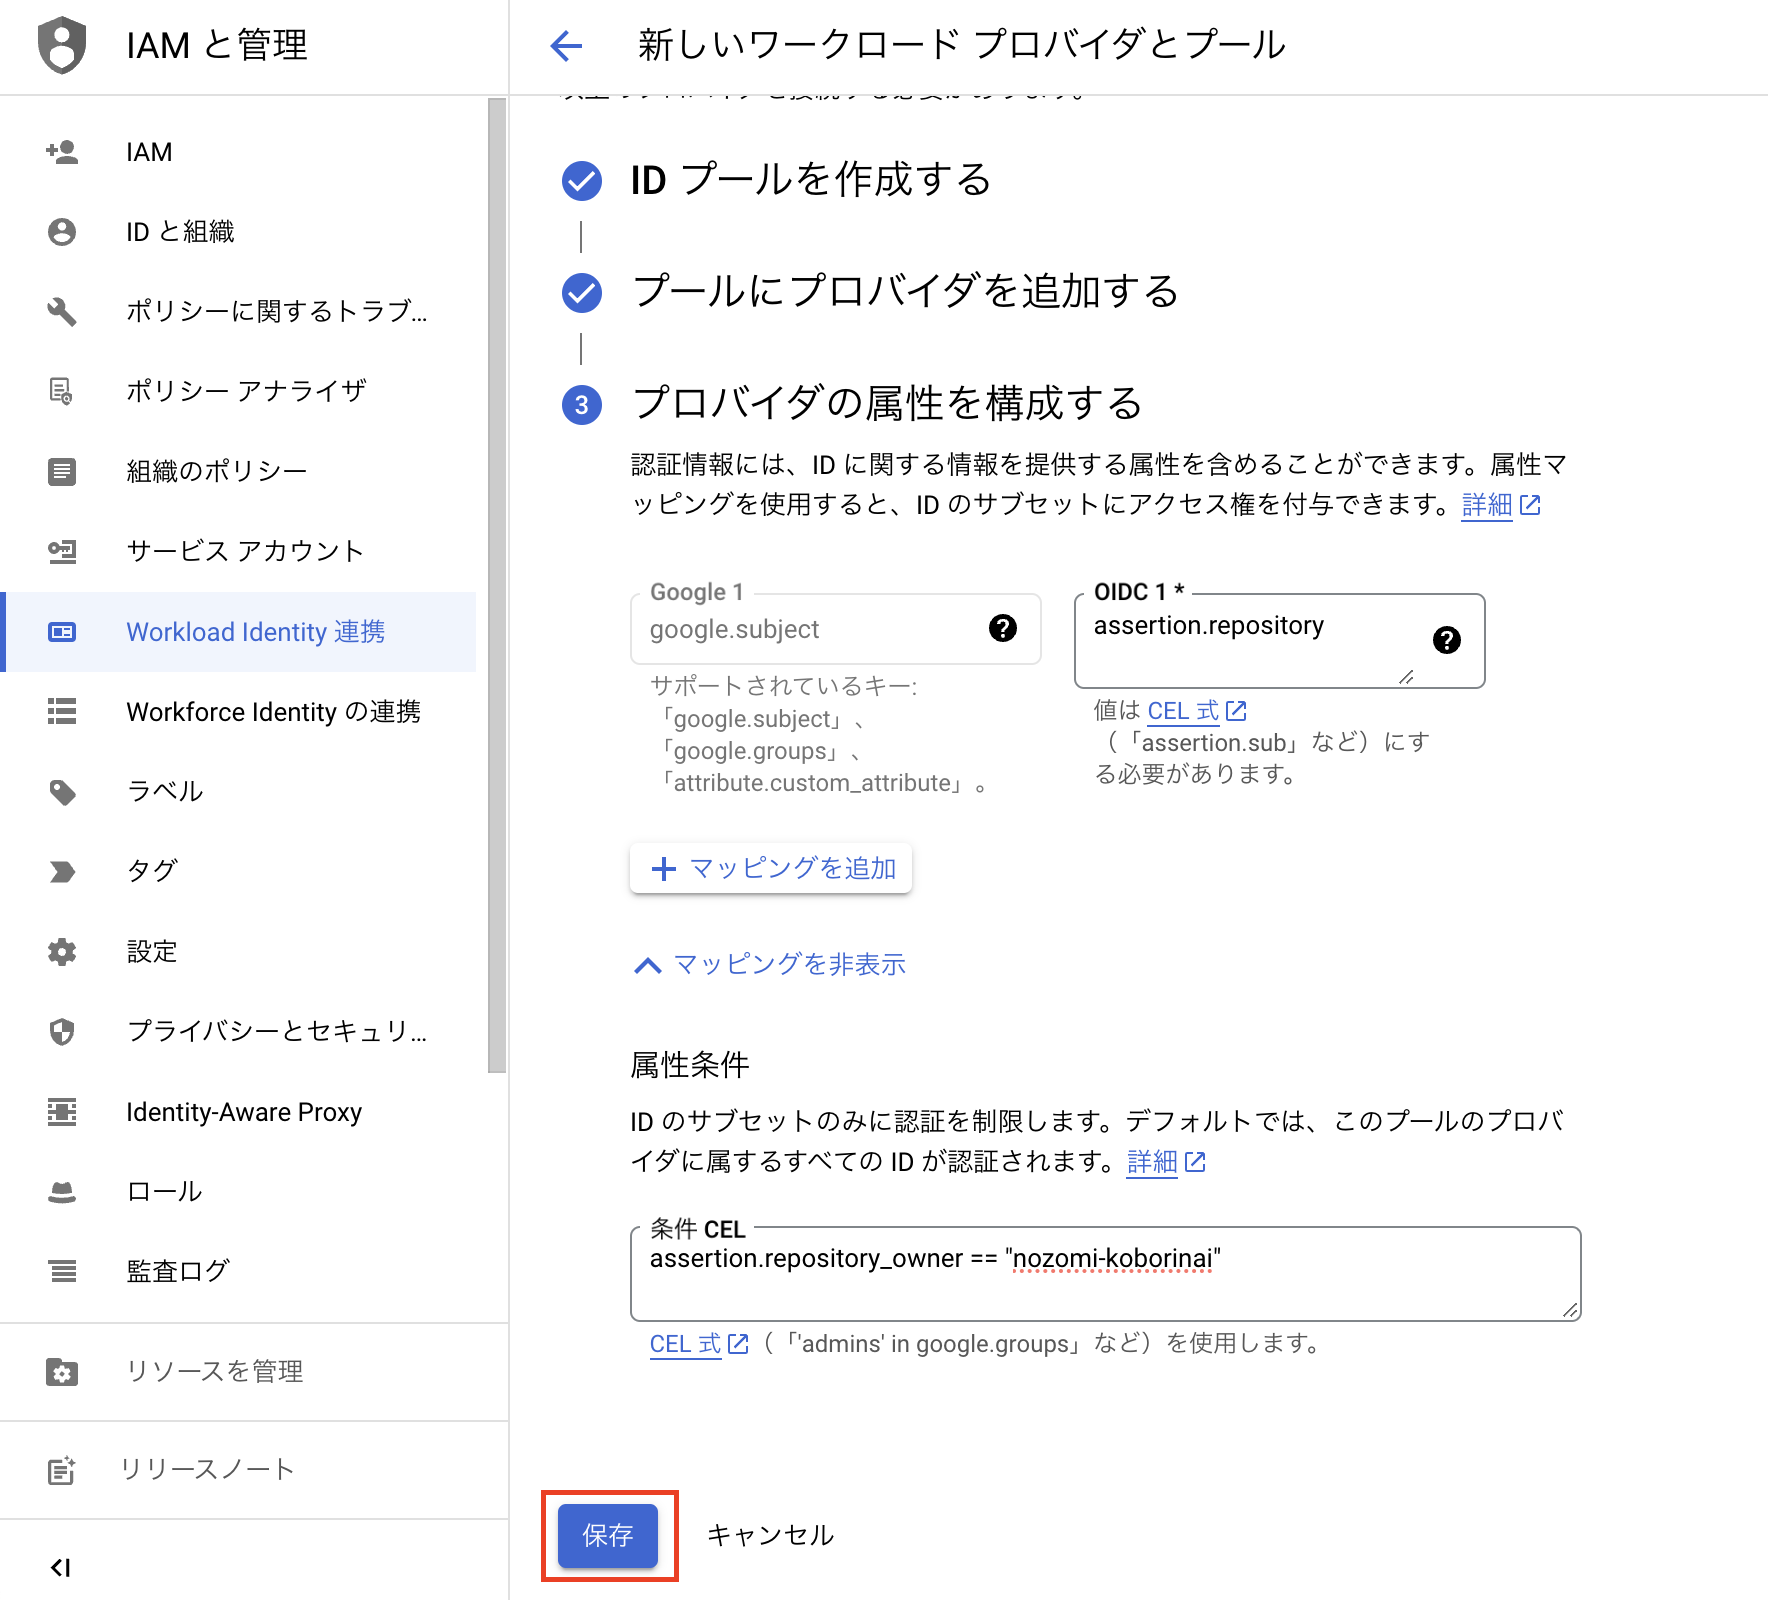 IAM と管理
新しいワークロード プロバイダとプール
IAM
ID と組織
ポリシーに関するトラブ...
ポリシー アナライザ
組織のポリシー
サービス アカウント
Workload Identity 連携
Workforce Identity の連携
ラベル
タグ
設定
プライバシーとセキュリ...
Identity-Aware Proxy
ロール
監査ログ
リソースを管理
リリースノート
ID プールを作成する
プールにプロバイダを追加する
3 プロバイダの属性を構成する
認証情報には、ID に関する情報を提供する属性を含めることができます。属性マ
ッピングを使用すると、ID のサブセットにアクセス権を付与できます。詳細
Google 1
google.subject
サポートされているキー:
「google.subject」、
「google.groups」、
「attribute.custom_attribute」。
OIDC 1 *
assertion.repository
値は CEL 式
（「assertion.sub」など）にす
る必要があります。
マッピングを追加
マッピングを非表示
属性条件
ID のサブセットのみに認証を制限します。デフォルトでは、このプールのプロバ
イダに属するすべての ID が認証されます。詳細
条件 CEL
assertion.repository_owner == "nozomi-koborinai"
CEL 式（「'admins' in google.groups」など）を使用します。
保存
キャンセル